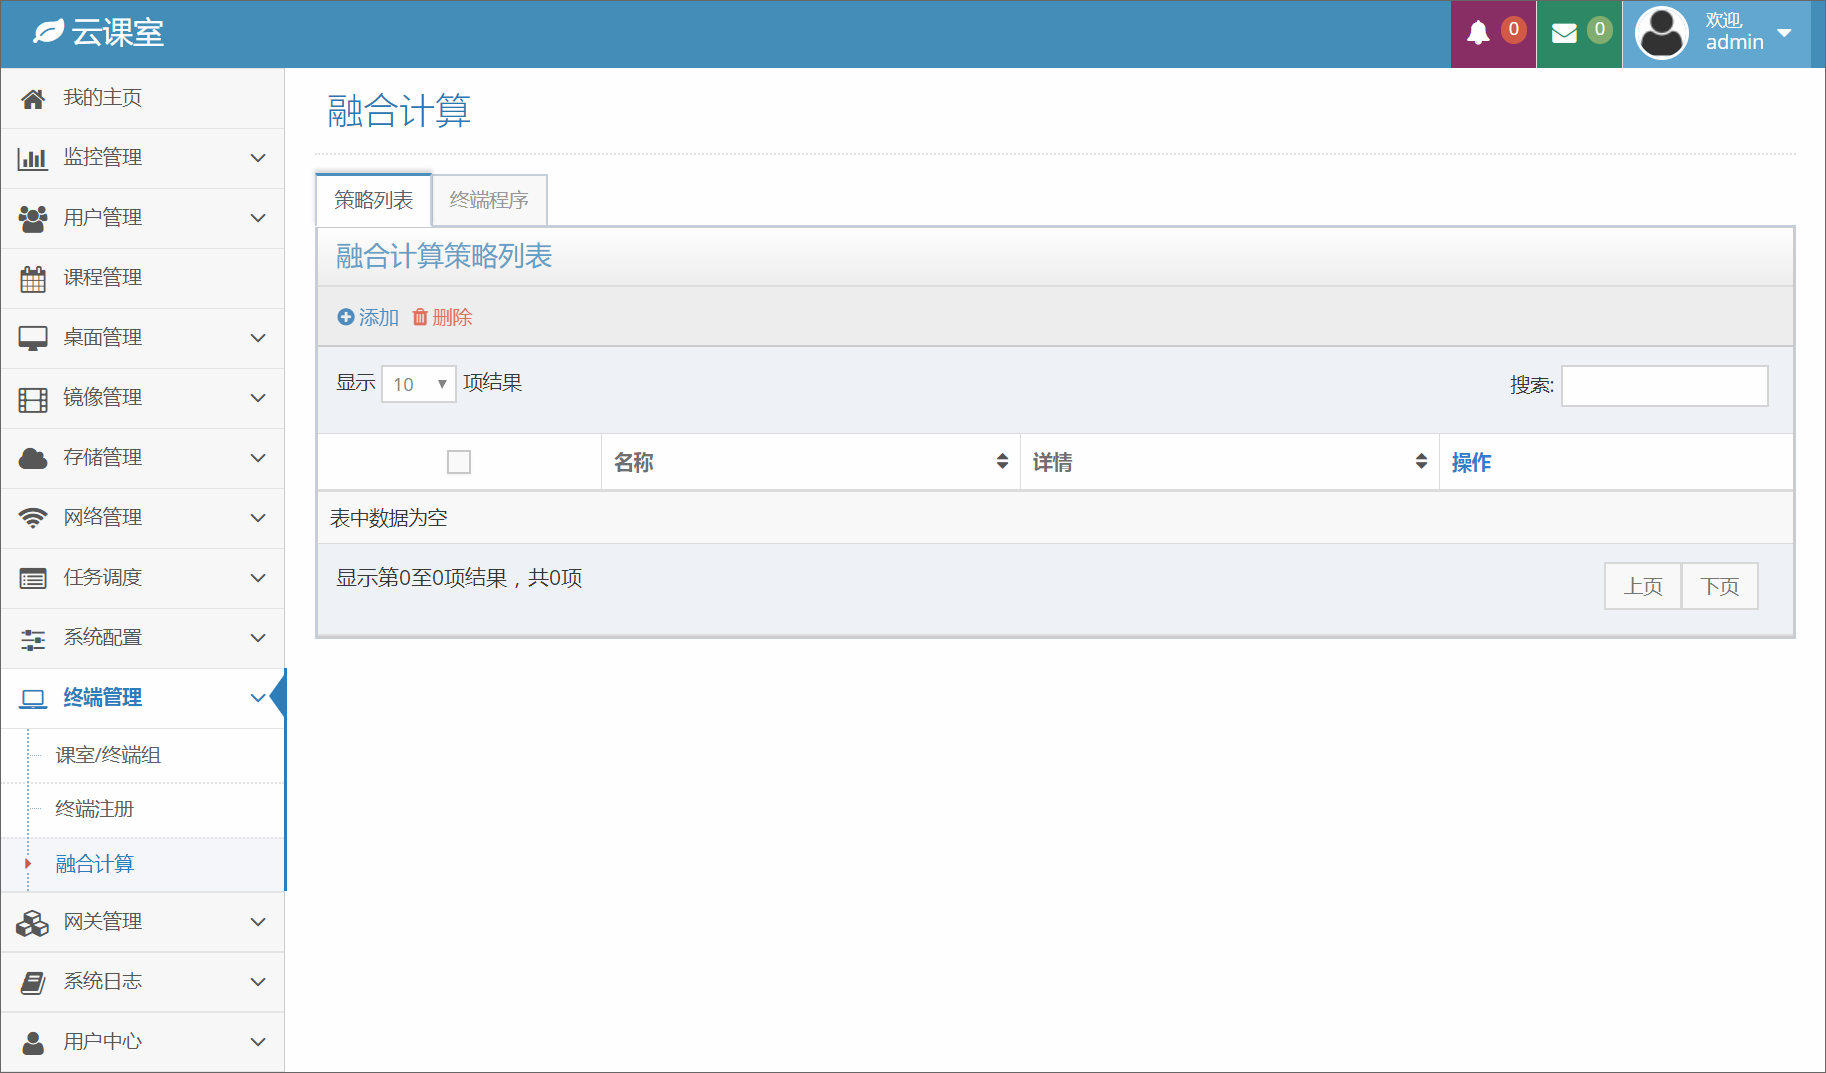 云课室
0
0
欢迎,
admin
我的主页
监控管理
用户管理
课程管理
桌面管理
镜像管理
存储管理
网络管理
任务调度
系统配置
终端管理
课室/终端组
终端注册
融合计算
网关管理
系统日志
用户中心
融合计算
策略列表 终端程序
融合计算策略列表
添加 删除
显示 10 项结果 搜索:
名称 详情 操作
表中数据为空
显示第0至0项结果，共0项
上页 下页